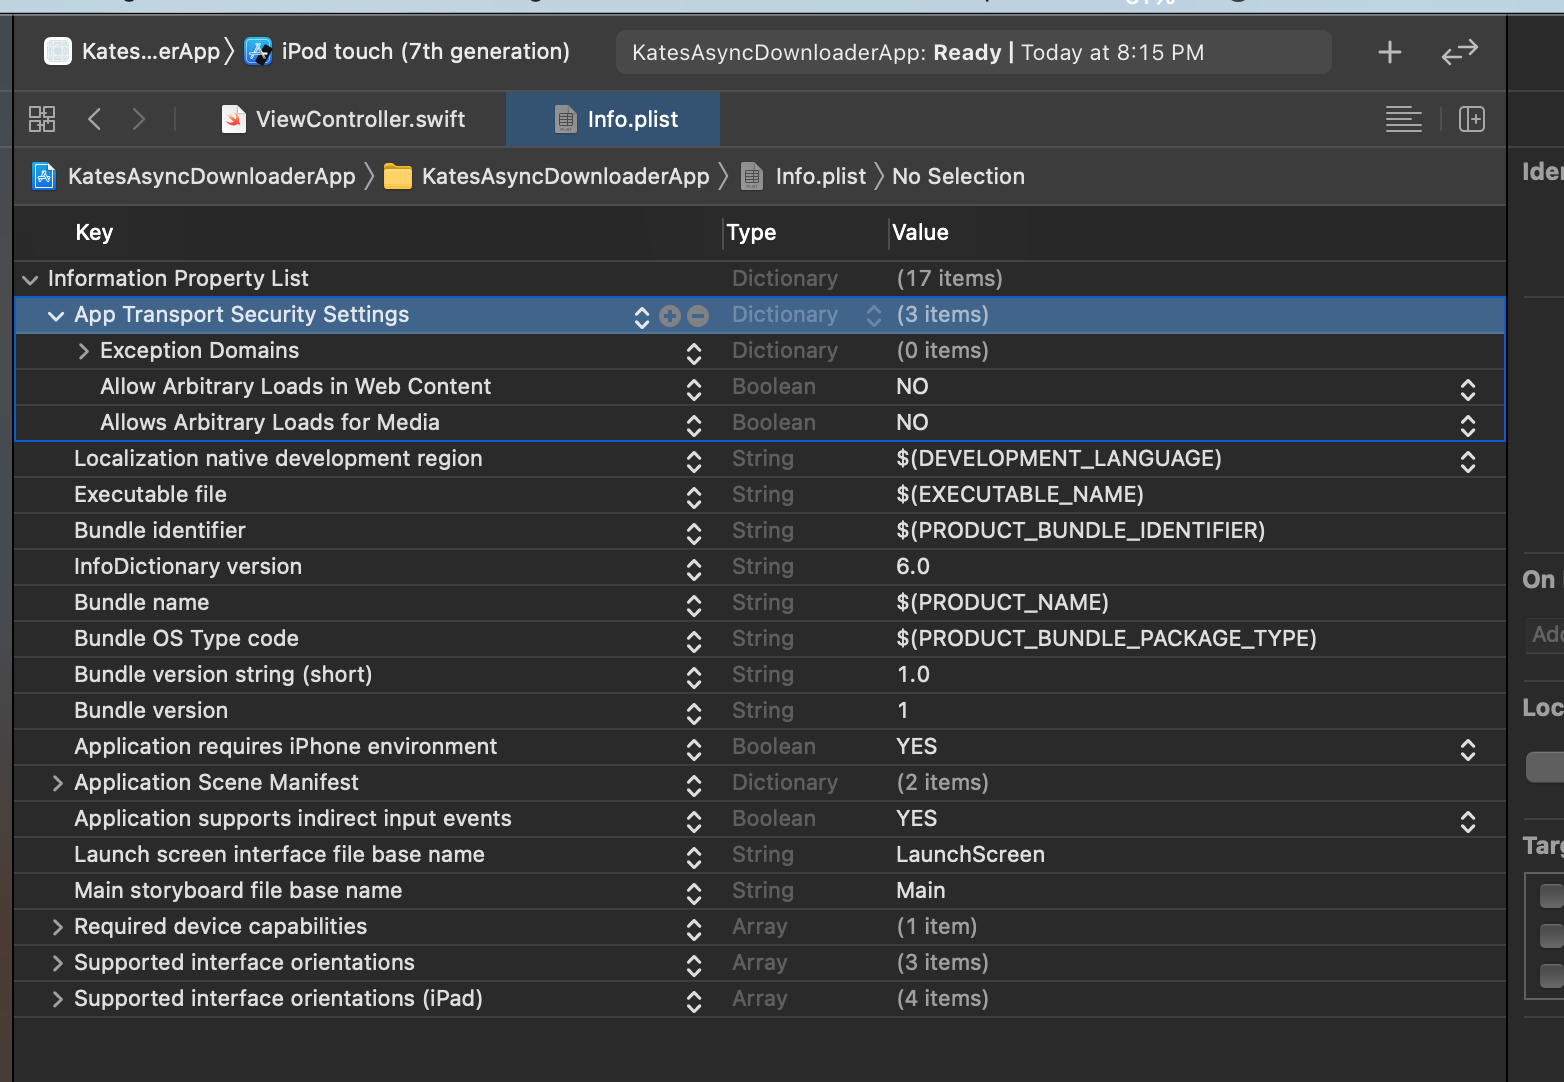 Kates...erApp iPod touch (7th generation) KatesAsyncDownloaderApp: Ready | Today at 8:15 PM
ViewController.swift Info.plist
KatesAsyncDownloaderApp KatesAsyncDownloaderApp Info.plist No Selection
Key Type Value
Information Property List Dictionary (17 items)
App Transport Security Settings Dictionary (3 items)
Exception Domains Dictionary (0 items)
Allow Arbitrary Loads in Web Content Boolean NO
Allows Arbitrary Loads for Media Boolean NO
Localization native development region String $(DEVELOPMENT_LANGUAGE)
Executable file String $(EXECUTABLE_NAME)
Bundle identifier String $(PRODUCT_BUNDLE_IDENTIFIER)
InfoDictionary version String 6.0
Bundle name String $(PRODUCT_NAME)
Bundle OS Type code String $(PRODUCT_BUNDLE_PACKAGE_TYPE)
Bundle version string (short) String 1.0
Bundle version String 1
Application requires iPhone environment Boolean YES
Application Scene Manifest Dictionary (2 items)
Application supports indirect input events Boolean YES
Launch screen interface file base name String LaunchScreen
Main storyboard file base name String Main
Required device capabilities Array (1 item)
Supported interface orientations Array (3 items)
Supported interface orientations (iPad) Array (4 items)
On
Loc